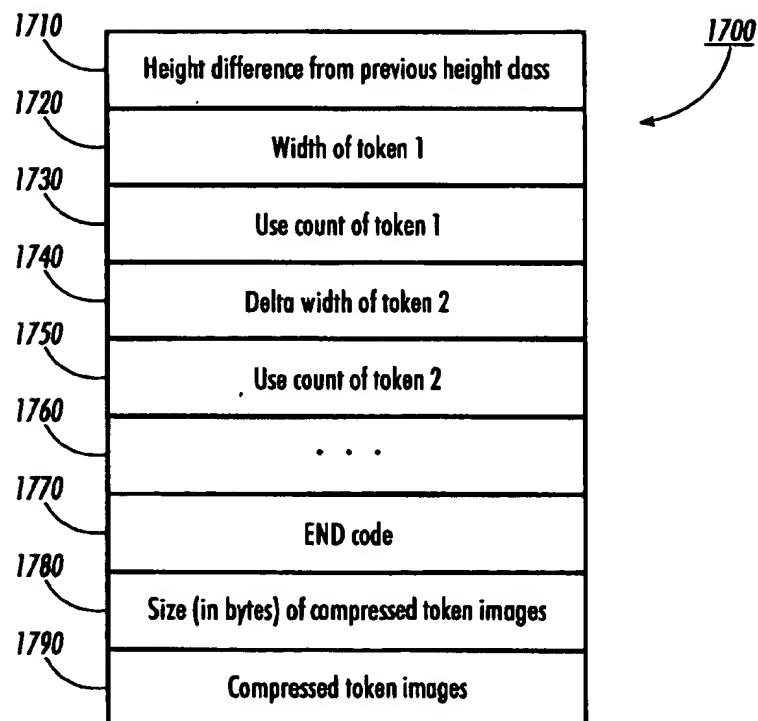 1710
1700
Height difference from previous height class
1720
Width of token 1
1730
Use count of token 1
1740
Delta width of token 2
1750
Use count of token 2
1760
. . .
1770
END code
1780
Size (in bytes) of compressed token images
1790
Compressed token images